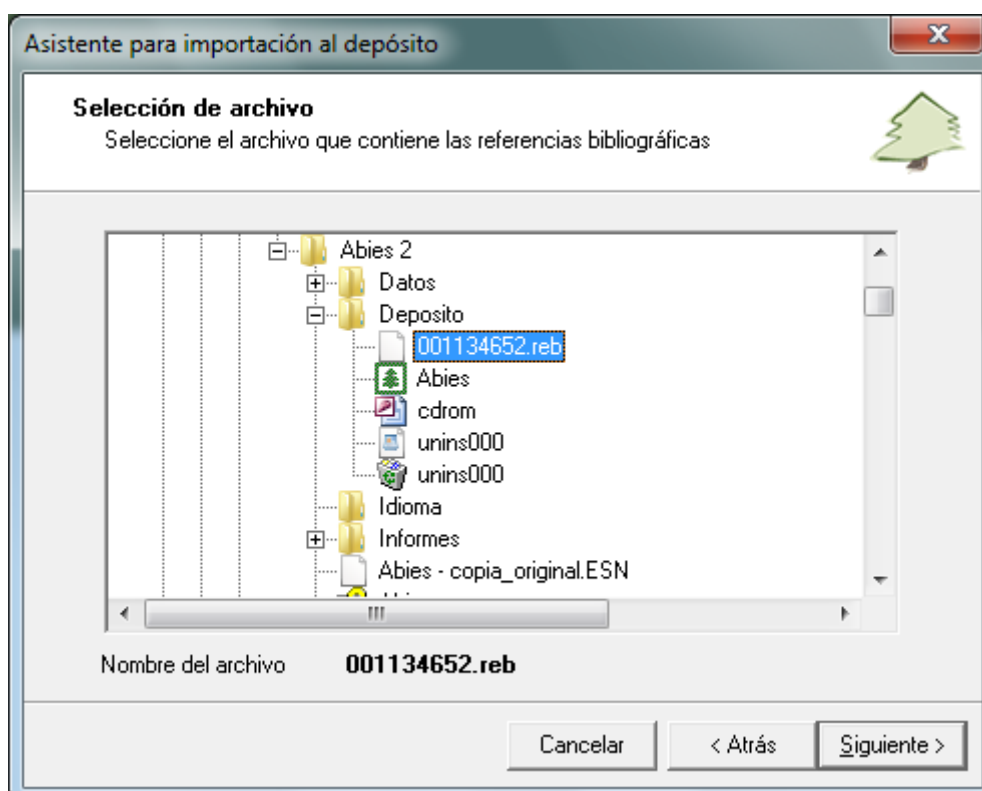 Asistente para importación al depósito
Selección de archivo
Seleccione el archivo que contiene las referencias bibliográficas
Abies 2
Datos
Deposito
001134652.reb
Abies
cdrom
unins000
unins000
Idioma
Informes
Abies - copia_original.ESN
Nombre del archivo 001134652.reb
Cancelar < Atrás Siguiente >